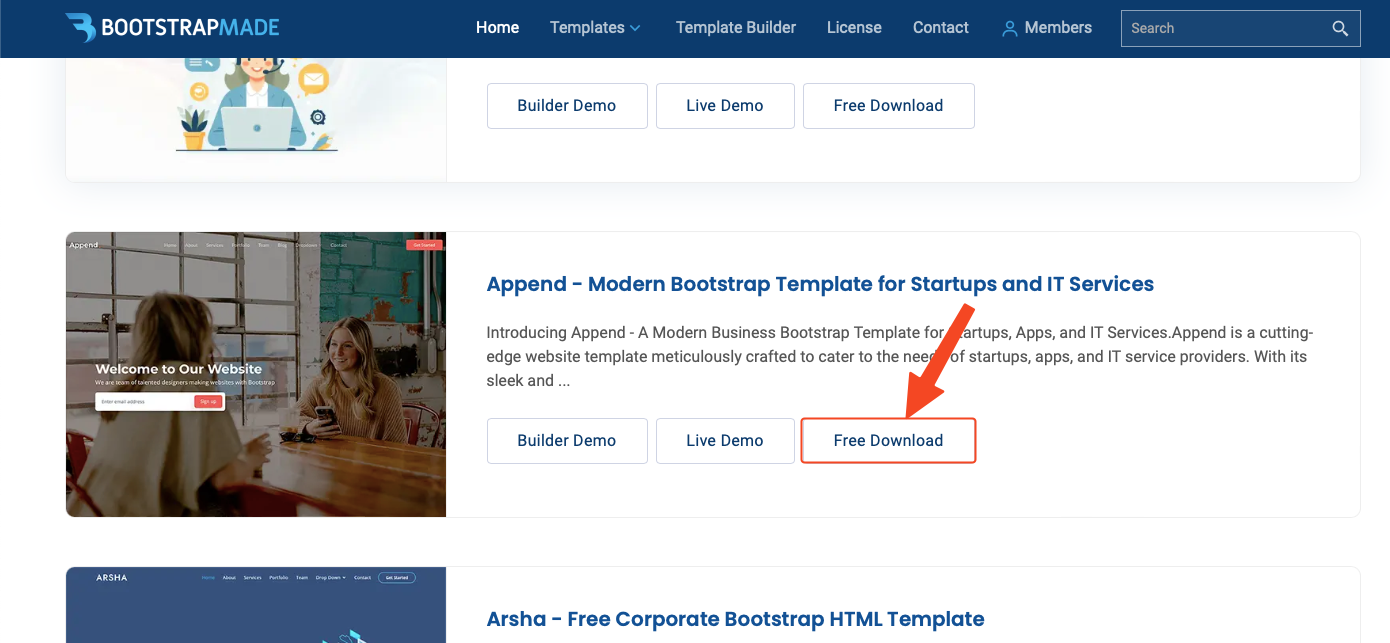 BOOTSTRAPMADE
Home Templates Template Builder License Contact Members Search
Builder Demo Live Demo Free Download
Append Home About Services Portfolio Team Blog Dropdown Contact Get Started
Append - Modern Bootstrap Template for Startups and IT Services
Introducing Append - A Modern Business Bootstrap Template for artups, Apps, and IT Services.Append is a cutting-
edge website template meticulously crafted to cater to the nee of startups, apps, and IT service providers. With its
sleek and ...
Welcome to Our Website
We are team of talented designers making websites with Bootstrap
Enter email address Sign up
Builder Demo Live Demo Free Download
ARSHA Home About Services Portfolio Team Drop Down Contact Get Started
Arsha - Free Corporate Bootstrap HTML Template